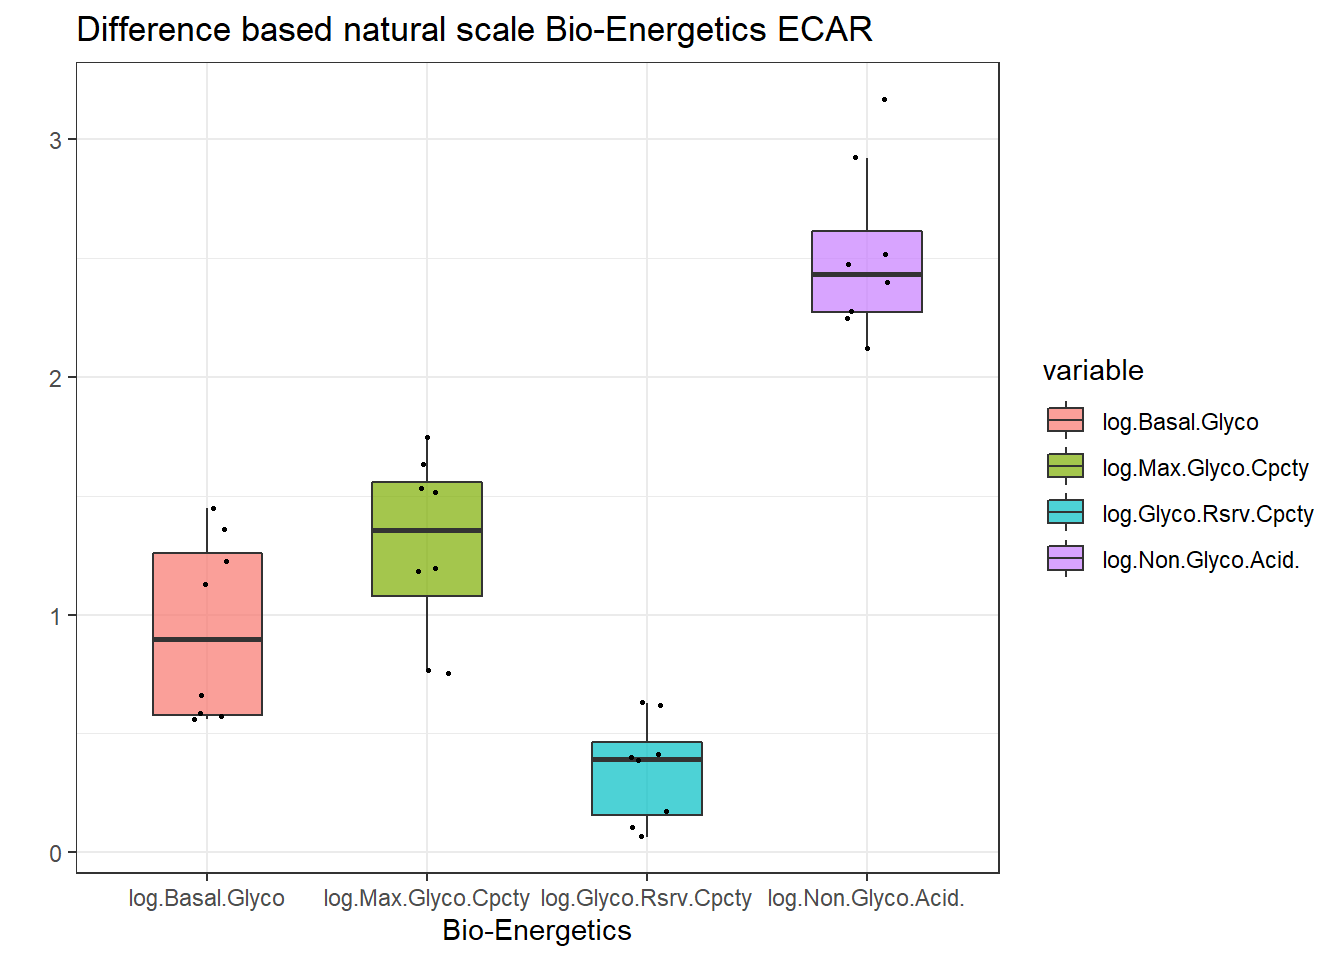 Difference based natural scale Bio-Energetics ECAR
3
2
1
0
log.Basal.Glyco log.Max.Glyco.Cpcty log.Glyco.Rsrv.Cpcty log.Non.Glyco.Acid.
Bio-Energetics
variable
log.Basal.Glyco
log.Max.Glyco.Cpcty
log.Glyco.Rsrv.Cpcty
log.Non.Glyco.Acid.